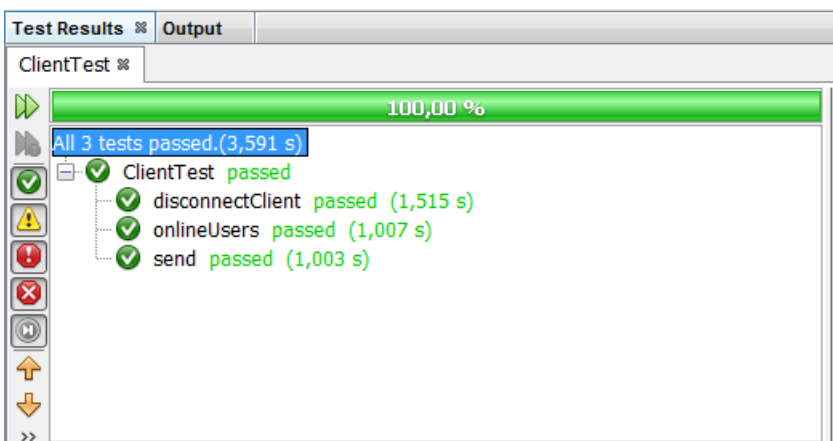 Test Results Output
ClientTest
100,00 %
All 3 tests passed.(3,591 s)
ClientTest passed
disconnectClient passed (1,515 s)
onlineUsers passed (1,007 s)
send passed (1,003 s)